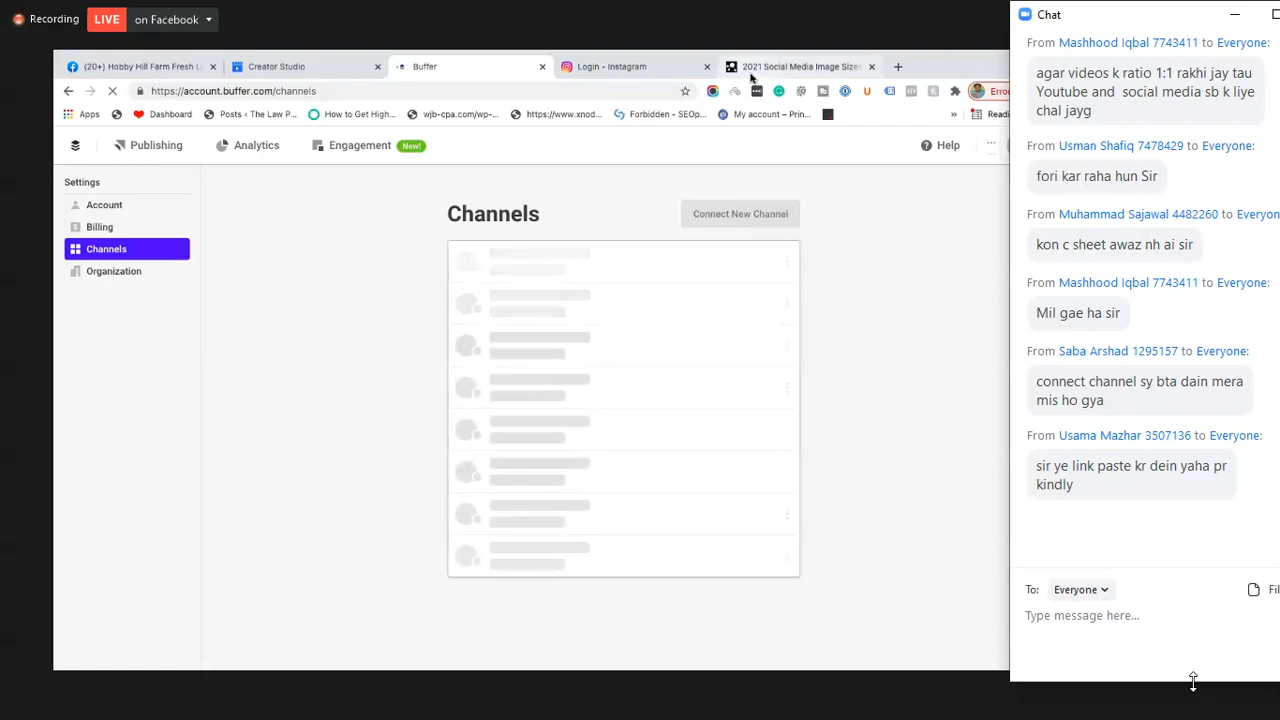 Recording
LIVE on Facebook
(20+) Hobby Hill Farm Fresh L
Creator Studio
Buffer
Login • Instagram
2021 Social Media Image Sizes
https://account.buffer.com/channels
Error
Apps
Dashboard
Posts ‹ The Law P...
How to Get High...
wjb-cpa.com/wp-...
https://www.xnod...
Forbidden - SEOp...
My account – Prin...
»
Readi
Publishing
Analytics
Engagement New!
Help
Settings
Account
Billing
Channels
Organization
Channels
Connect New Channel
Chat
From Mashhood Iqbal 7743411 to Everyone:
agar videos k ratio 1:1 rakhi jay tau
Youtube and social media sb k liye
chal jayg
From Usman Shafiq 7478429 to Everyone:
fori kar raha hun Sir
From Muhammad Sajawal 4482260 to Everyon
kon c sheet awaz nh ai sir
From Mashhood Iqbal 7743411 to Everyone:
Mil gae ha sir
From Saba Arshad 1295157 to Everyone:
connect channel sy bta dain mera
mis ho gya
From Usama Mazhar 3507136 to Everyone:
sir ye link paste kr dein yaha pr
kindly
To: Everyone
Fil
Type message here...